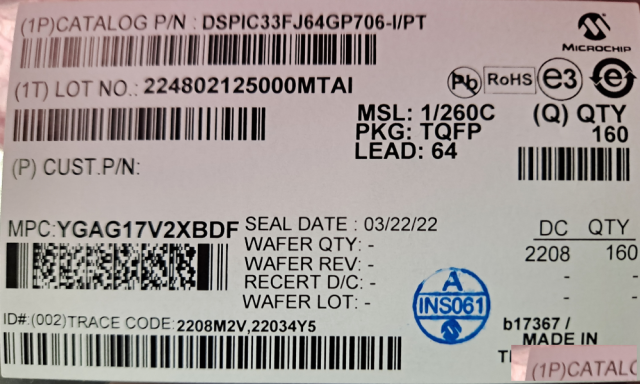 (1P)CATALOG P/N : DSPIC33FJ64GP706-I/PT
MICROCHIP
(1T) LOT NO.: 224802125000MTAI
Pb RoHS e3 e
MSL: 1/260C (Q) QTY
PKG: TQFP 160
LEAD: 64
(P) CUST.P/N:
MPC:YGAG17V2XBDF SEAL DATE : 03/22/22
WAFER QTY: - DC QTY
WAFER REV: - 2208 160
RECERT D/C: - - -
WAFER LOT: - - -
A
INS061
ID#:(002)TRACE CODE: 2208M2V,22034Y5
b17367 /
MADE IN
(1P)CATALO